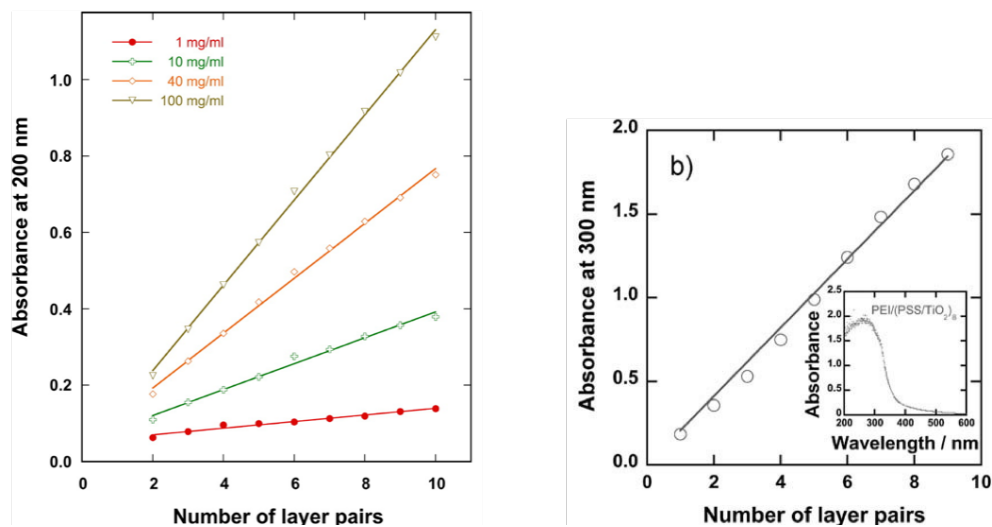 Absorbance at 200 nm
1.0
0.8
0.6
0.4
0.2
0.0
1 mg/ml
10 mg/ml
40 mg/ml
100 mg/ml
0 2 4 6 8 10
Number of layer pairs
b)
Absorbance at 300 nm
2.0
1.5
1.0
0.5
0.0
0 2 4 6 8 10
Number of layer pairs
PEI/(PSS/TiO₂)₈
Absorbance
2.0
1.5
1.0
0.5
0.0
200 300 400 500 600
Wavelength / nm